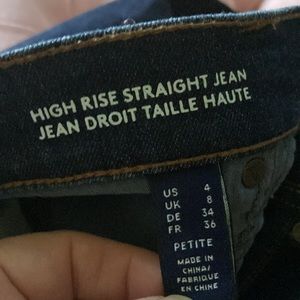 HIGH RISE STRAIGHT JEAN
JEAN DROIT TAILLE HAUTE
US 4
UK 8
DE 34
FR 36
PETITE
MADE IN
CHINA/
FABRIQUÉ
EN CHINE